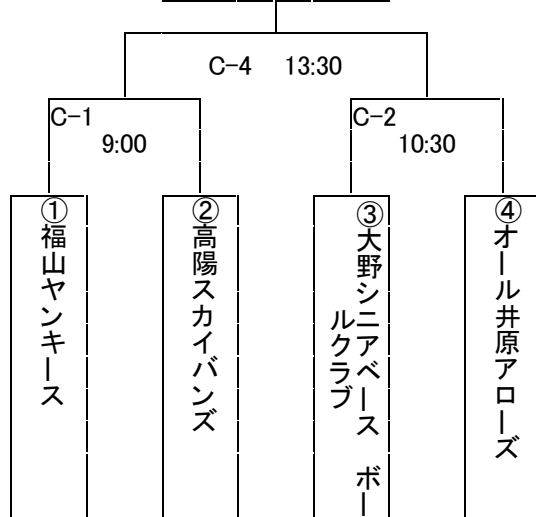 C-4 13:30
C-1
9:00
C-2
10:30
①福山ヤンキース
②高陽スカイバンズ
③大野シニアベース ボー
ルクラブ
④オール井原アローズ